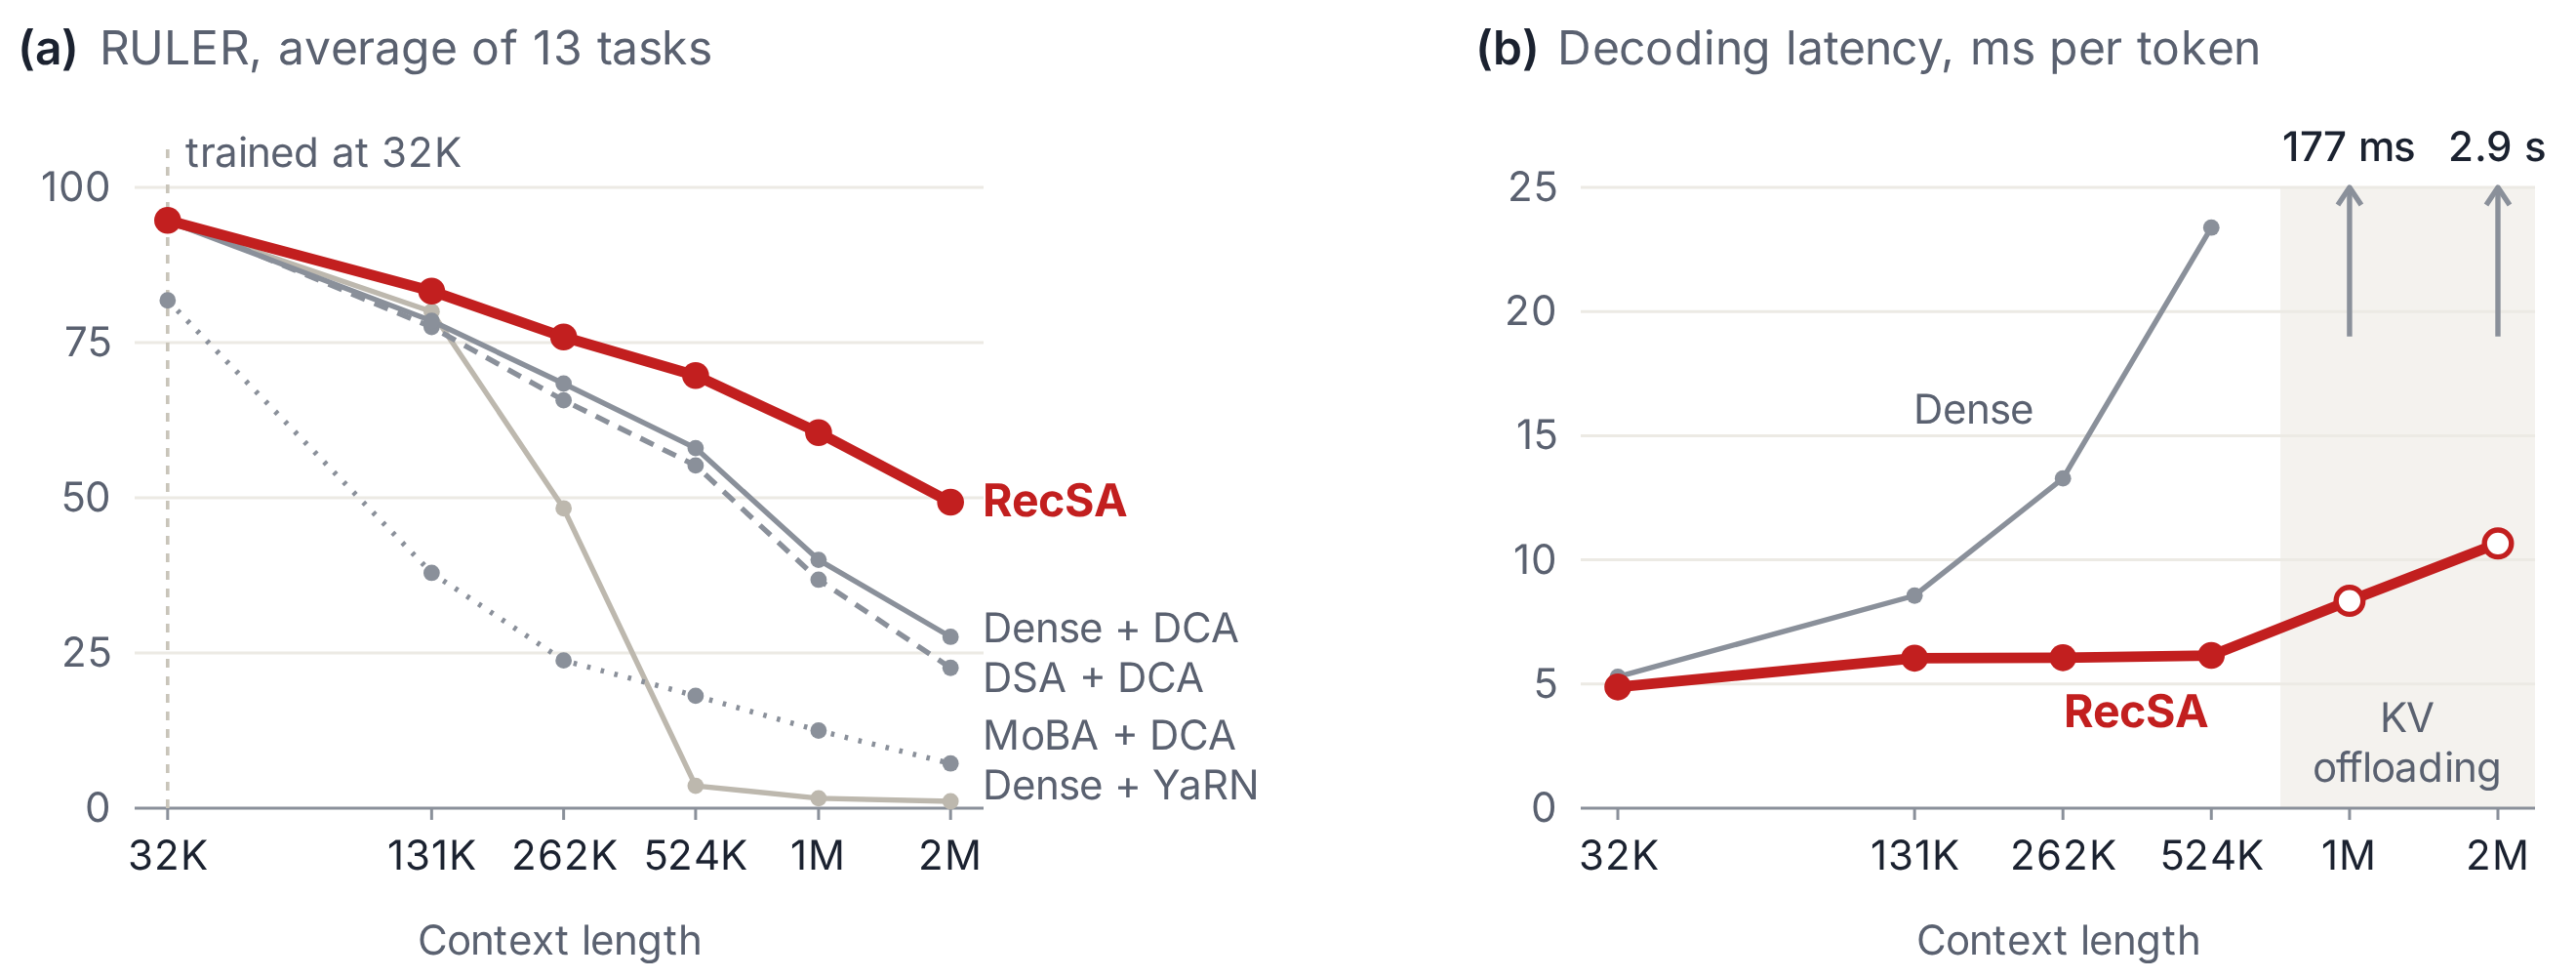 (a) RULER, average of 13 tasks
trained at 32K
100
75
50
25
0
RecSA
Dense + DCA
DSA + DCA
MoBA + DCA
Dense + YaRN
32K 131K 262K 524K 1M 2M
Context length
(b) Decoding latency, ms per token
177 ms 2.9 s
25
20
15
10
5
0
Dense
RecSA
KV
offloading
32K 131K 262K 524K 1M 2M
Context length